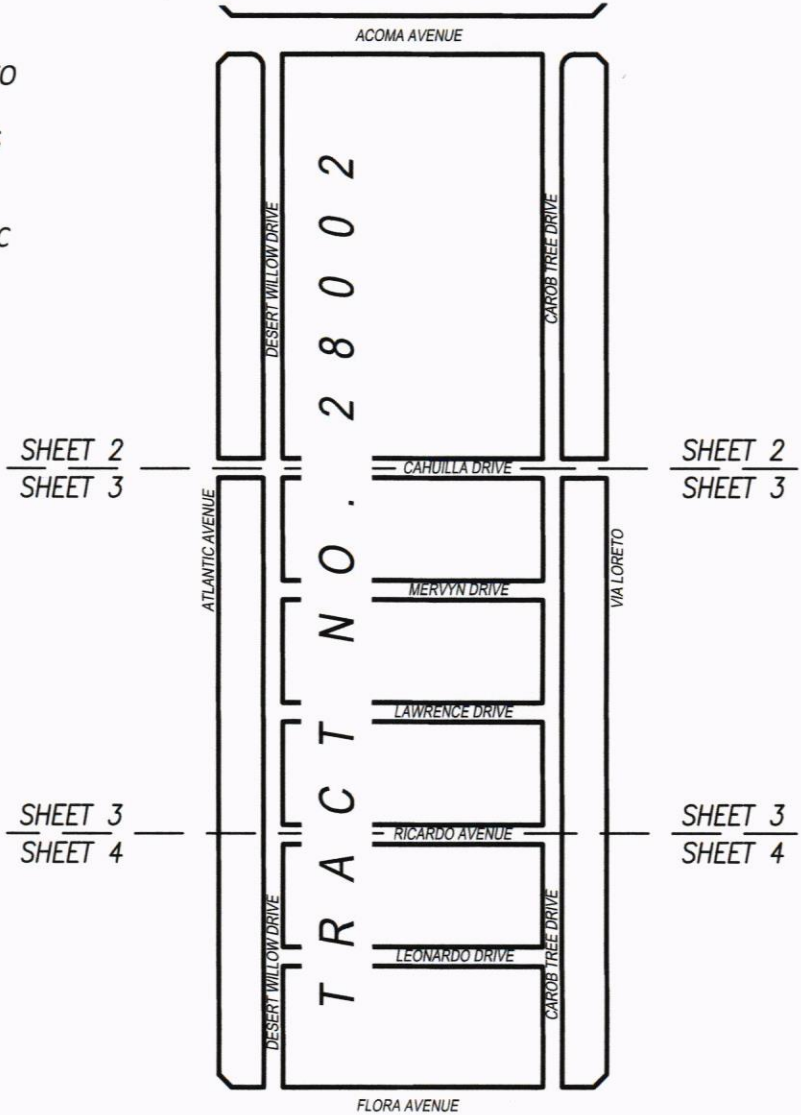 ACOMA AVENUE
DESERT WILLOW DRIVE
CAROB TREE DRIVE
TRACT NO. 28002
SHEET 2
SHEET 2
CAHUILLA DRIVE
SHEET 3
SHEET 3
ATLANTIC AVENUE
VIA LORETO
MERVYN DRIVE
LAWRENCE DRIVE
SHEET 3
SHEET 3
RICARDO AVENUE
SHEET 4
SHEET 4
DESERT WILLOW DRIVE
LEONARDO DRIVE
CAROB TREE DRIVE
FLORA AVENUE